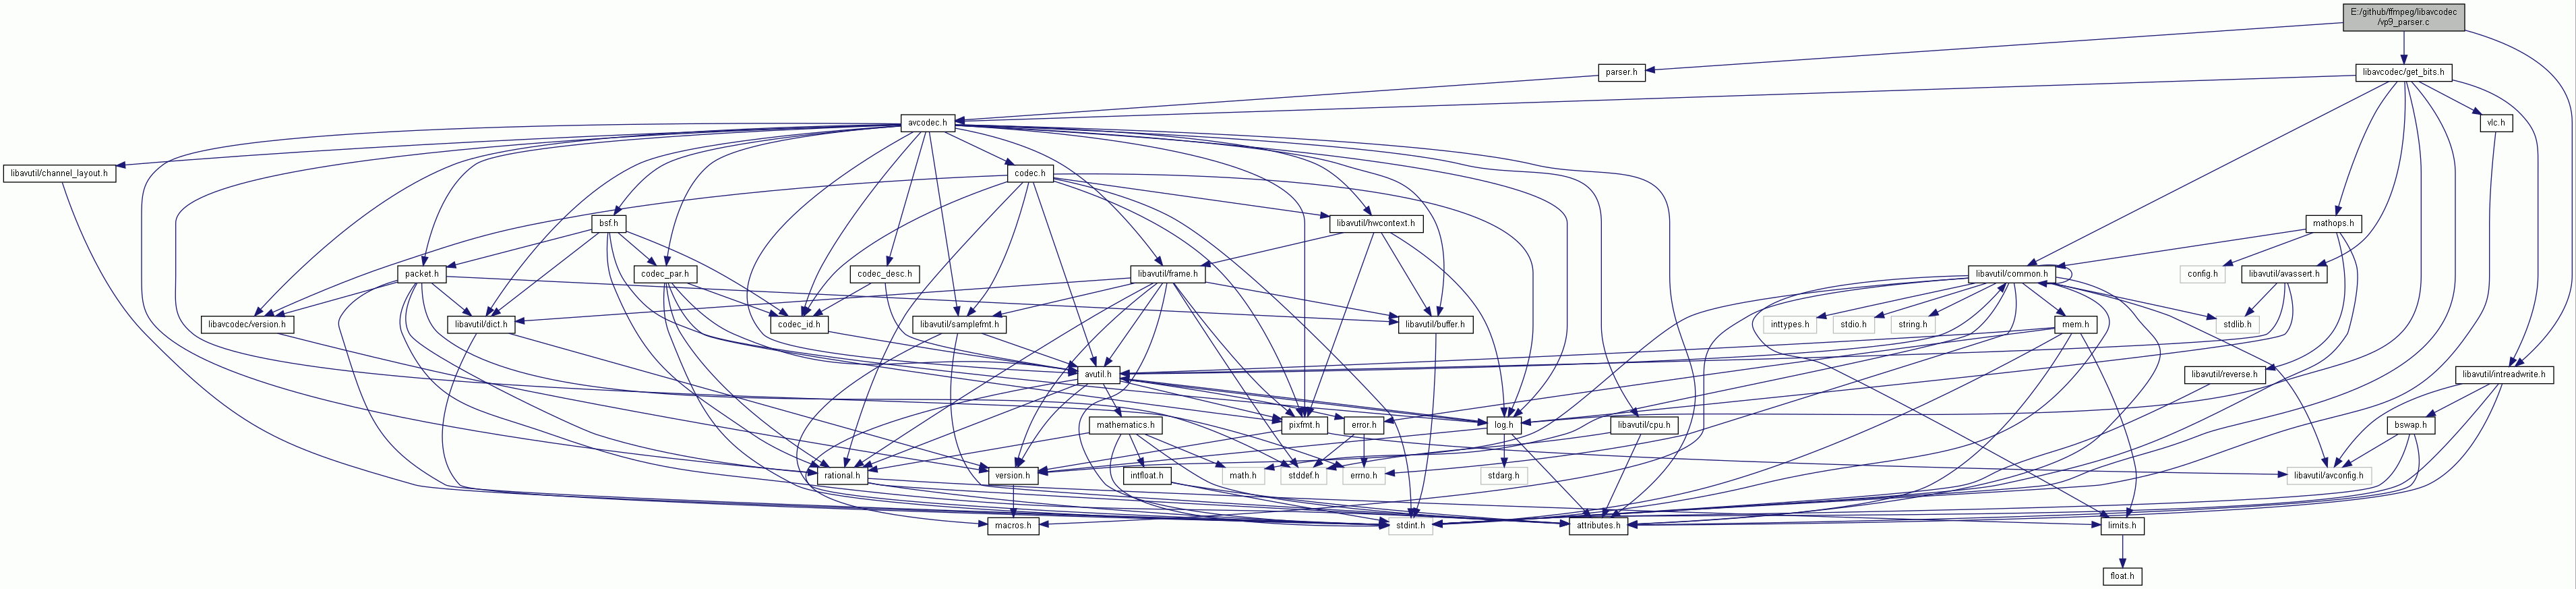 E:/github/ffmpeg/libavcodec
/vp9_parser.c
parser.h
libavcodec/get_bits.h
avcodec.h
vlc.h
libavutil/channel_layout.h
codec.h
bsf.h
libavutil/hwcontext.h
mathops.h
packet.h
codec_par.h
codec_desc.h
libavutil/frame.h
libavutil/common.h
config.h
libavutil/avassert.h
libavcodec/version.h
libavutil/dict.h
codec_id.h
libavutil/samplefmt.h
libavutil/buffer.h
inttypes.h
stdio.h
string.h
mem.h
stdlib.h
avutil.h
libavutil/reverse.h
libavutil/intreadwrite.h
mathematics.h
pixfmt.h
error.h
log.h
libavutil/cpu.h
bswap.h
rational.h
version.h
intfloat.h
math.h
stddef.h
errno.h
stdarg.h
libavutil/avconfig.h
macros.h
stdint.h
attributes.h
limits.h
float.h